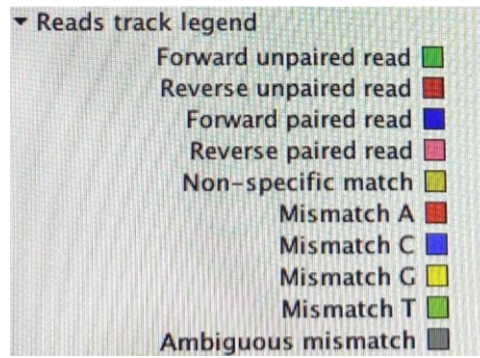 Reads track legend
Forward unpaired read
Reverse unpaired read
Forward paired read
Reverse paired read
Non-specific match
Mismatch A
Mismatch C
Mismatch G
Mismatch T
Ambiguous mismatch